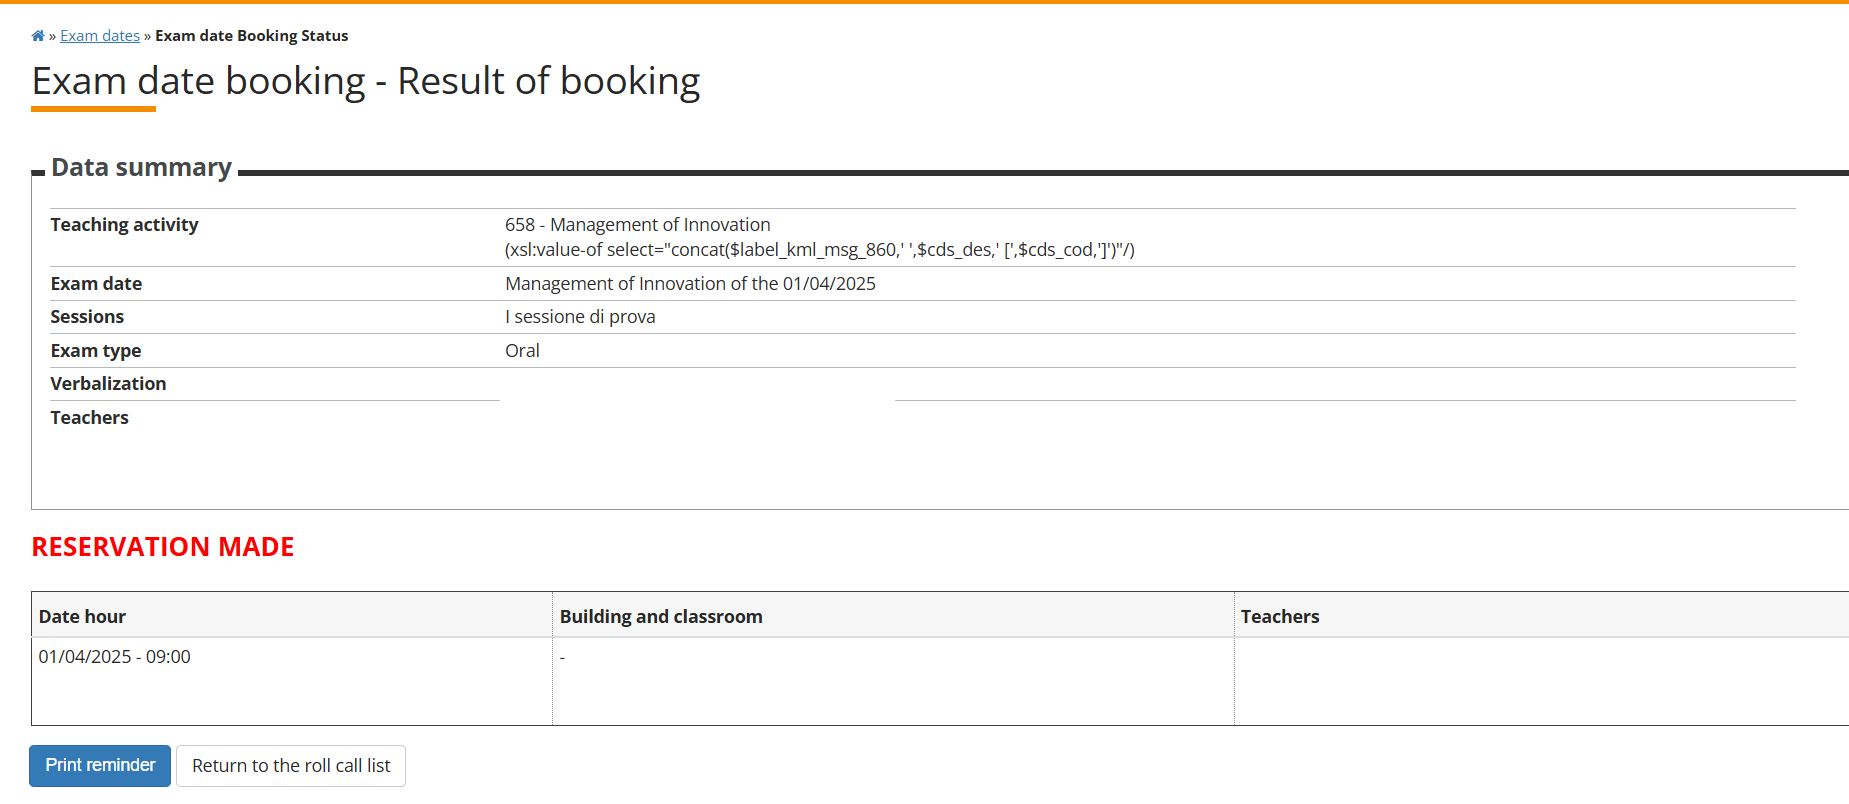 » Exam dates » Exam date Booking Status
Exam date booking - Result of booking
Data summary
Teaching activity 658 - Management of Innovation
(xsl:value-of select="concat($label_kml_msg_860,' ',$cds_des,' [',$cds_cod,']')"/)
Exam date Management of Innovation of the 01/04/2025
Sessions I sessione di prova
Exam type Oral
Verbalization
Teachers
RESERVATION MADE
Date hour Building and classroom Teachers
01/04/2025 - 09:00 -
Print reminder Return to the roll call list